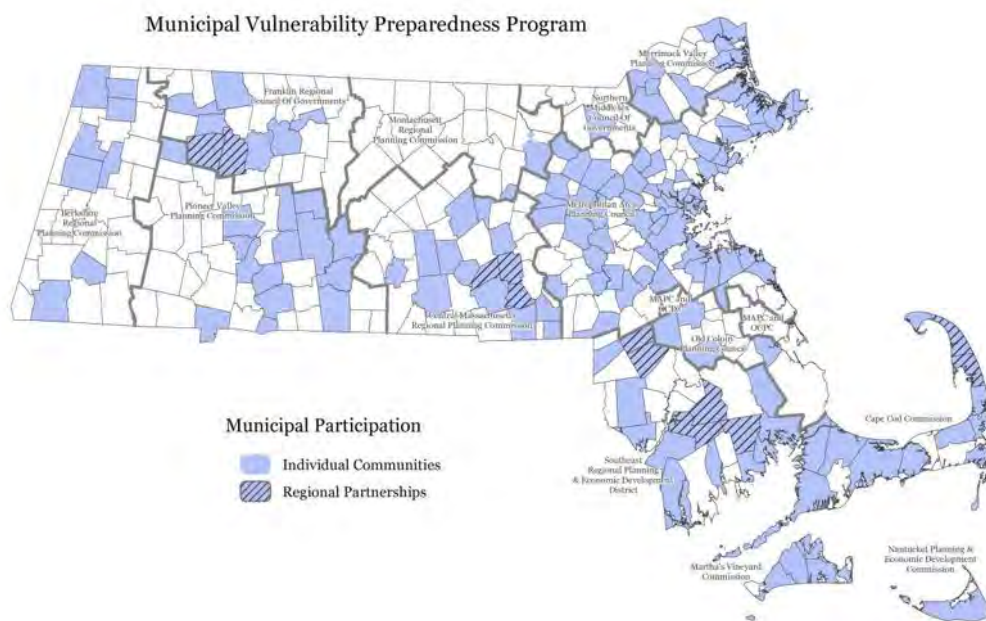 Municipal Vulnerability Preparedness Program
Merrimack Valley
Planning Commission
Franklin Regional
Council Of Governments
Northern
Middlesex
Council Of
Governments
Montachusett
Regional
Planning Commission
Metropolitan Area
Planning Council
Pioneer Valley
Planning Commission
Berkshire
Regional
Planning Commission
MAPC and
OCPC
MAPC and
OCPC
Central Massachusetts
Regional Planning Commission
Old Colony
Planning Council
Cape Cod Commission
Municipal Participation
Individual Communities
Regional Partnerships
Southeast
Regional Planning
& Economic Development
District
Martha's Vineyard
Commission
Nantucket Planning &
Economic Development
Commission